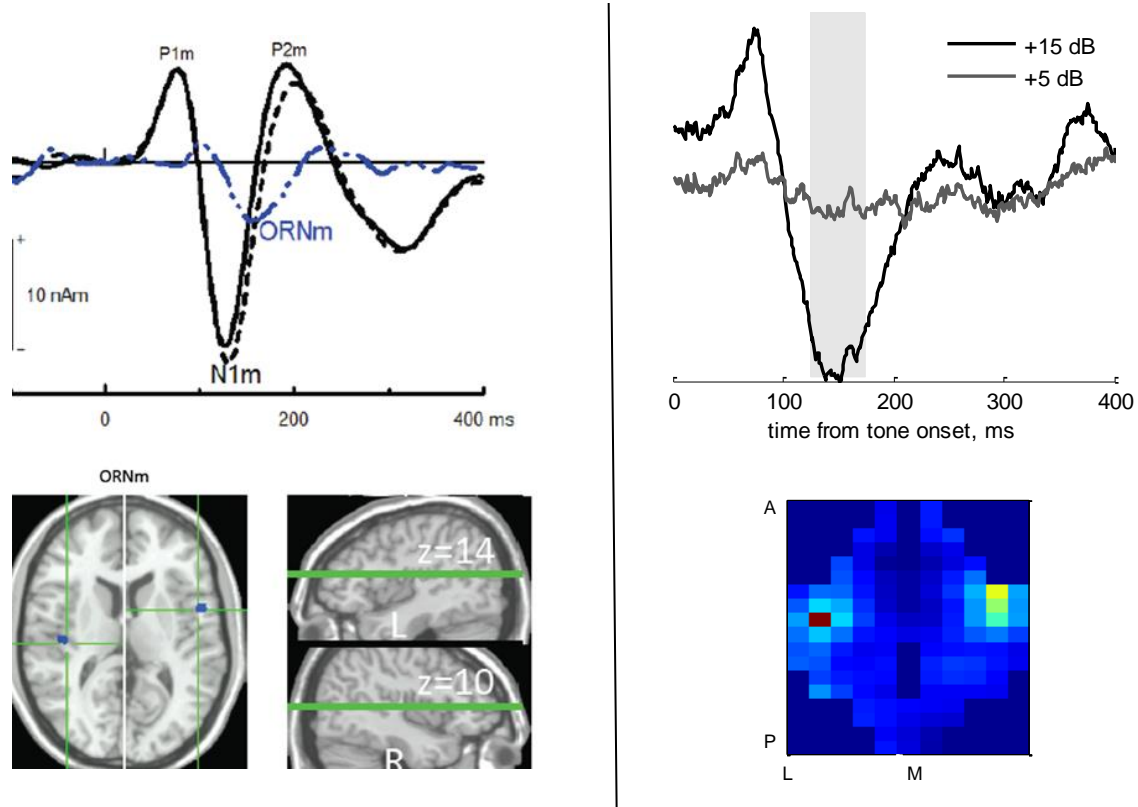 P1m
P2m
ORNm
+
10 nAm
–
N1m
0
200
400 ms
ORNm
z=14
L
z=10
R
+15 dB
+5 dB
0
100
200
300
400
time from tone onset, ms
A
P
L
M